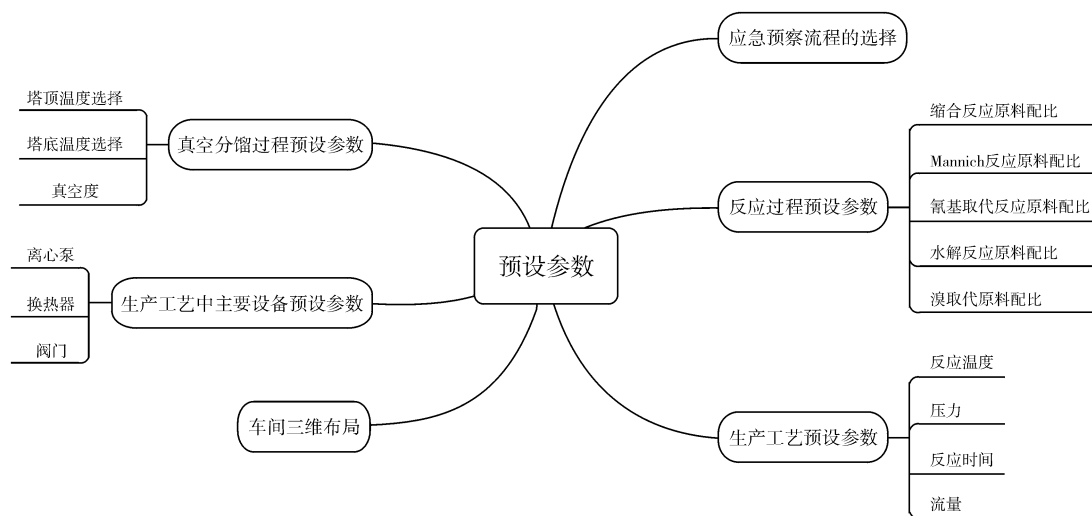 应急预察流程的选择
塔顶温度选择
塔底温度选择
真空度
真空分馏过程预设参数
缩合反应原料配比
Mannich反应原料配比
氰基取代反应原料配比
水解反应原料配比
溴取代原料配比
反应过程预设参数
预设参数
离心泵
换热器
阀门
生产工艺中主要设备预设参数
车间三维布局
生产工艺预设参数
反应温度
压力
反应时间
流量